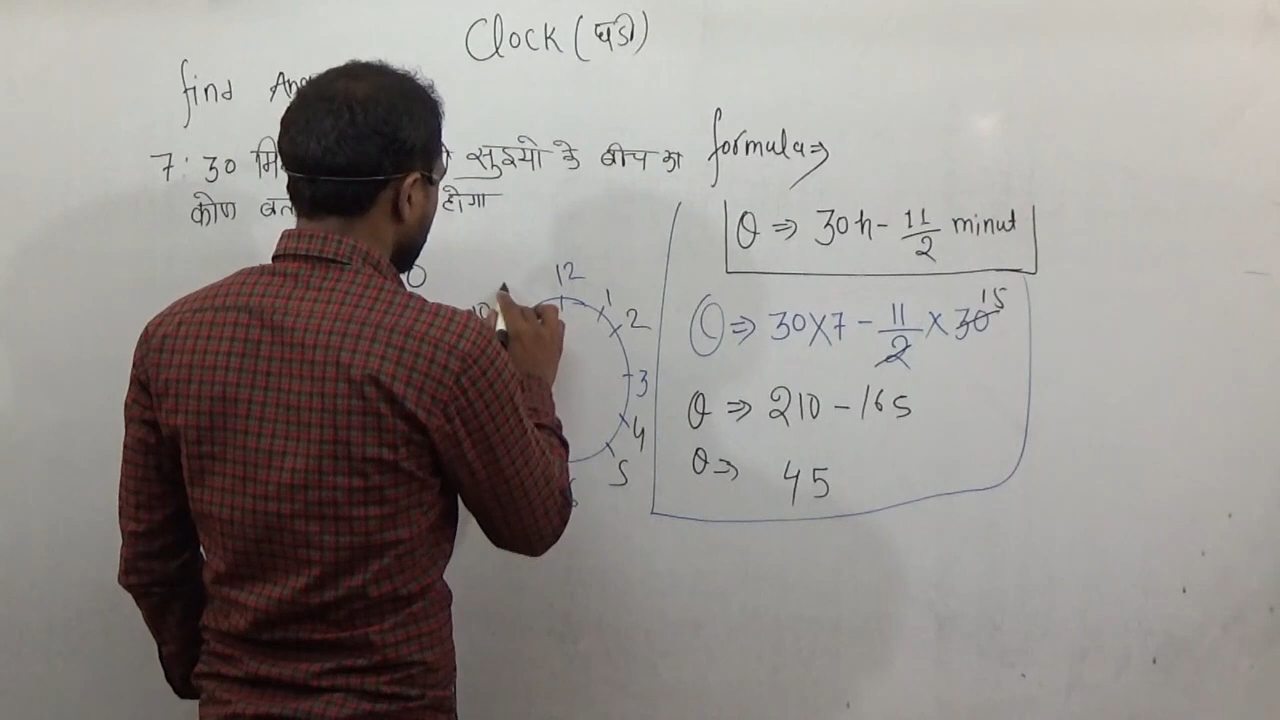 Clock (घडी)
find
7:30 सुइयो के बीच का
कोण होगा
formula⇒
θ ⇒ 30h - 11/2 minut
θ ⇒ 30×7 - 11/2 × 30 15
θ ⇒ 210 - 165
θ ⇒ 45
12
1
2
3
4
5